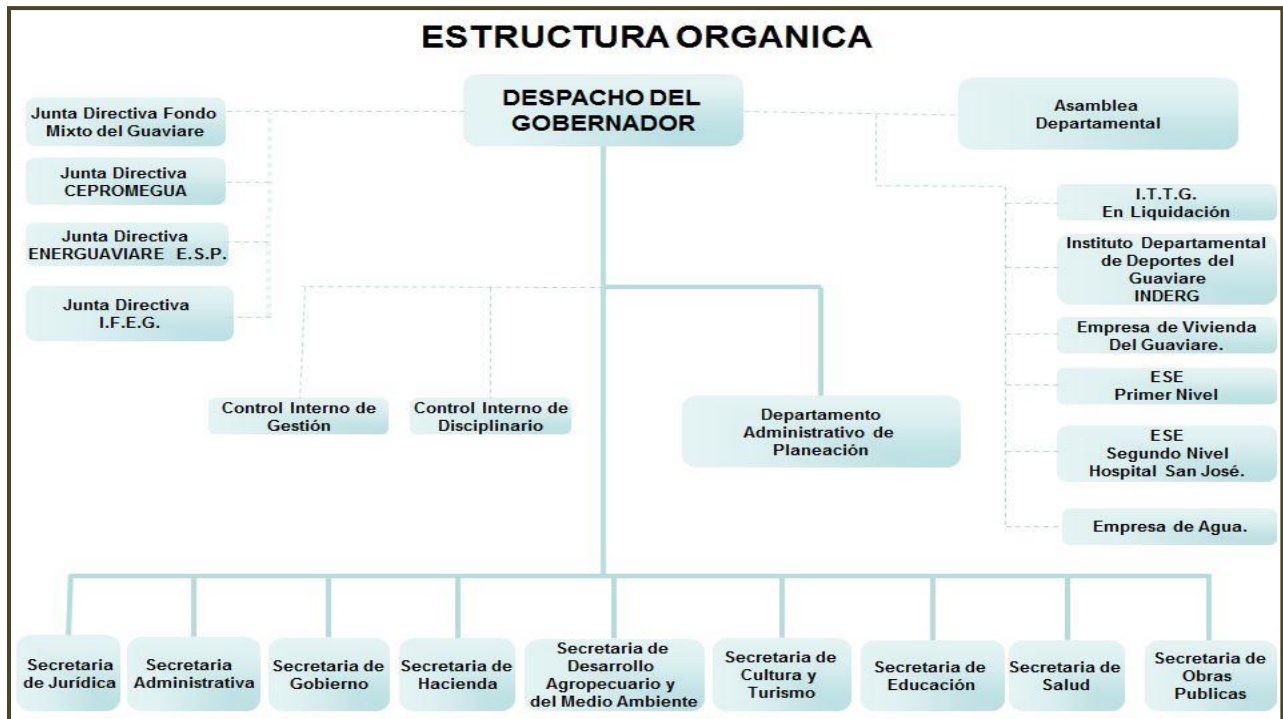 ESTRUCTURA ORGANICA
DESPACHO DEL
GOBERNADOR
Asamblea
Departamental
Junta Directiva Fondo
Mixto del Guaviare
Junta Directiva
CEPROMEGUA
Junta Directiva
ENERGUAVIARE E.S.P.
Junta Directiva
I.F.E.G.
I.T.T.G.
En Liquidación
Instituto Departamental
de Deportes del
Guaviare
INDERG
Empresa de Vivienda
Del Guaviare.
ESE
Primer Nivel
ESE
Segundo Nivel
Hospital San José.
Empresa de Agua.
Control Interno de
Gestión
Control Interno de
Disciplinario
Departamento
Administrativo de
Planeación
Secretaria
de Jurídica
Secretaria
Administrativa
Secretaria de
Gobierno
Secretaria de
Hacienda
Secretaria de
Desarrollo
Agropecuario y
del Medio Ambiente
Secretaria de
Cultura y
Turismo
Secretaria de
Educación
Secretaria de
Salud
Secretaria de
Obras
Publicas